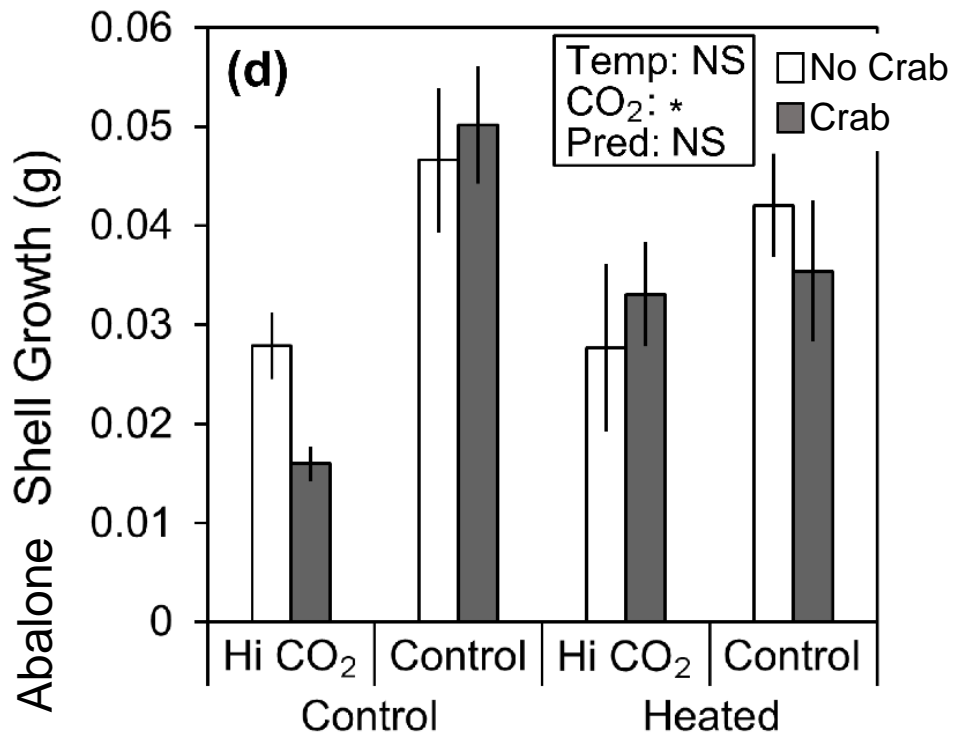 Abalone Shell Growth (g)
0.06
0.05
0.04
0.03
0.02
0.01
0
(d)
Temp: NS
CO₂: *
Pred: NS
No Crab
Crab
Hi CO₂ Control Hi CO₂ Control
Control Heated